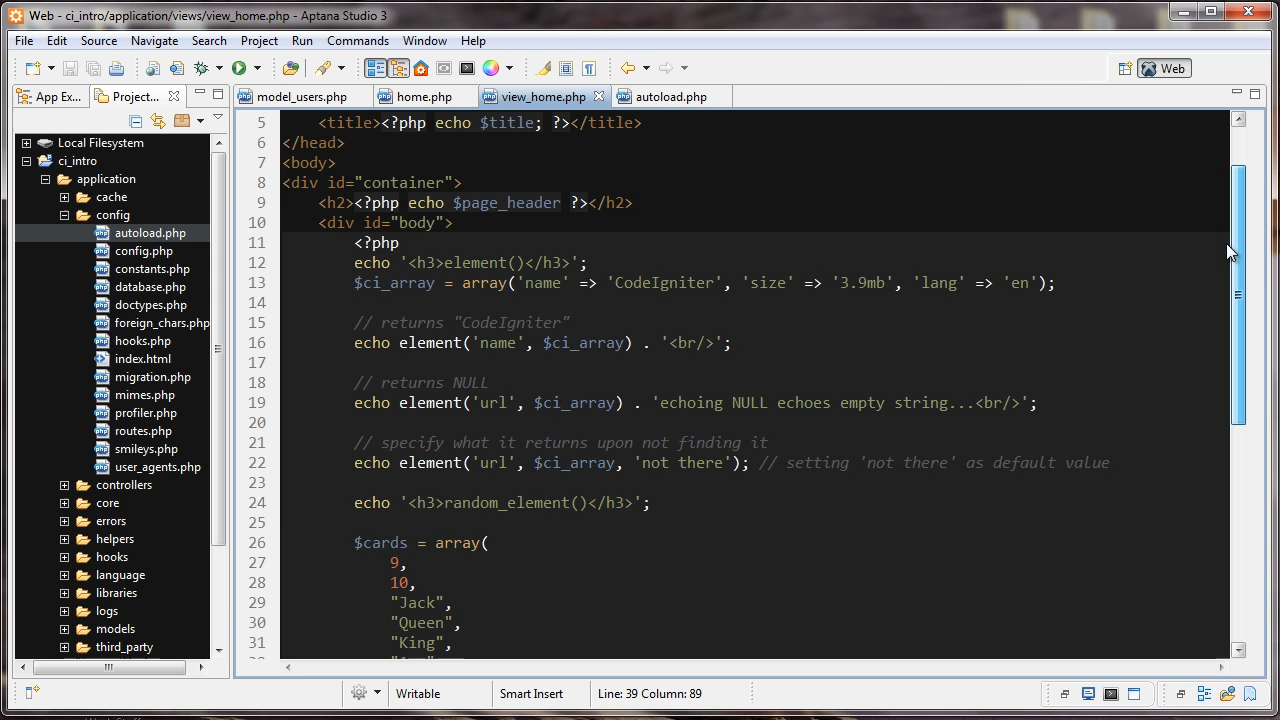 Web - ci_intro/application/views/view_home.php - Aptana Studio 3
File Edit Source Navigate Search Project Run Commands Window Help
Web
App Ex... Project...
model_users.php home.php view_home.php autoload.php
Local Filesystem
ci_intro
application
cache
config
autoload.php
config.php
constants.php
database.php
doctypes.php
foreign_chars.php
hooks.php
index.html
migration.php
mimes.php
profiler.php
routes.php
smileys.php
user_agents.php
controllers
core
errors
helpers
hooks
language
libraries
logs
models
third_party
5 <title><?php echo $title; ?></title>
6 </head>
7 <body>
8 <div id="container">
9 <h2><?php echo $page_header ?></h2>
10 <div id="body">
11 <?php
12 echo '<h3>element()</h3>';
13 $ci_array = array('name' => 'CodeIgniter', 'size' => '3.9mb', 'lang' => 'en');
14
15 // returns "CodeIgniter"
16 echo element('name', $ci_array) . '<br/>';
17
18 // returns NULL
19 echo element('url', $ci_array) . 'echoing NULL echoes empty string...<br/>';
20
21 // specify what it returns upon not finding it
22 echo element('url', $ci_array, 'not there'); // setting 'not there' as default value
23
24 echo '<h3>random_element()</h3>';
25
26 $cards = array(
27 9,
28 10,
29 "Jack",
30 "Queen",
31 "King",
Writable Smart Insert Line: 39 Column: 89